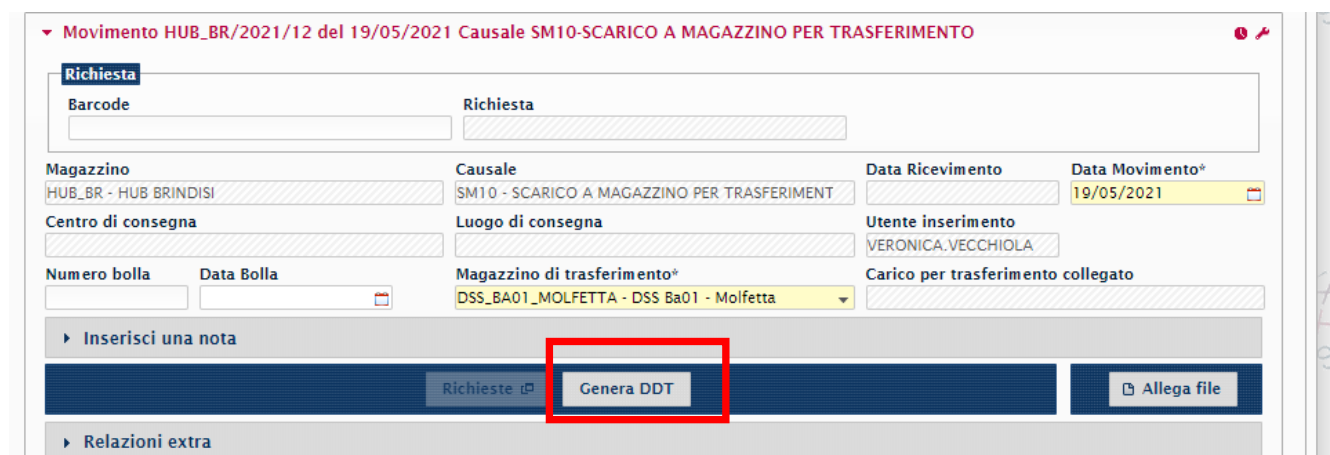 Movimento HUB_BR/2021/12 del 19/05/2021 Causale SM10-SCARICO A MAGAZZINO PER TRASFERIMENTO
Richiesta
Barcode Richiesta
Magazzino Causale Data Ricevimento Data Movimento*
HUB_BR - HUB BRINDISI SM10 - SCARICO A MAGAZZINO PER TRASFERIMENT 19/05/2021
Centro di consegna Luogo di consegna Utente inserimento
VERONICA.VECCHIOLA
Numero bolla Data Bolla Magazzino di trasferimento* Carico per trasferimento collegato
DSS_BA01_MOLFETTA - DSS Ba01 - Molfetta
Inserisci una nota
Richieste Genera DDT Allega file
Relazioni extra